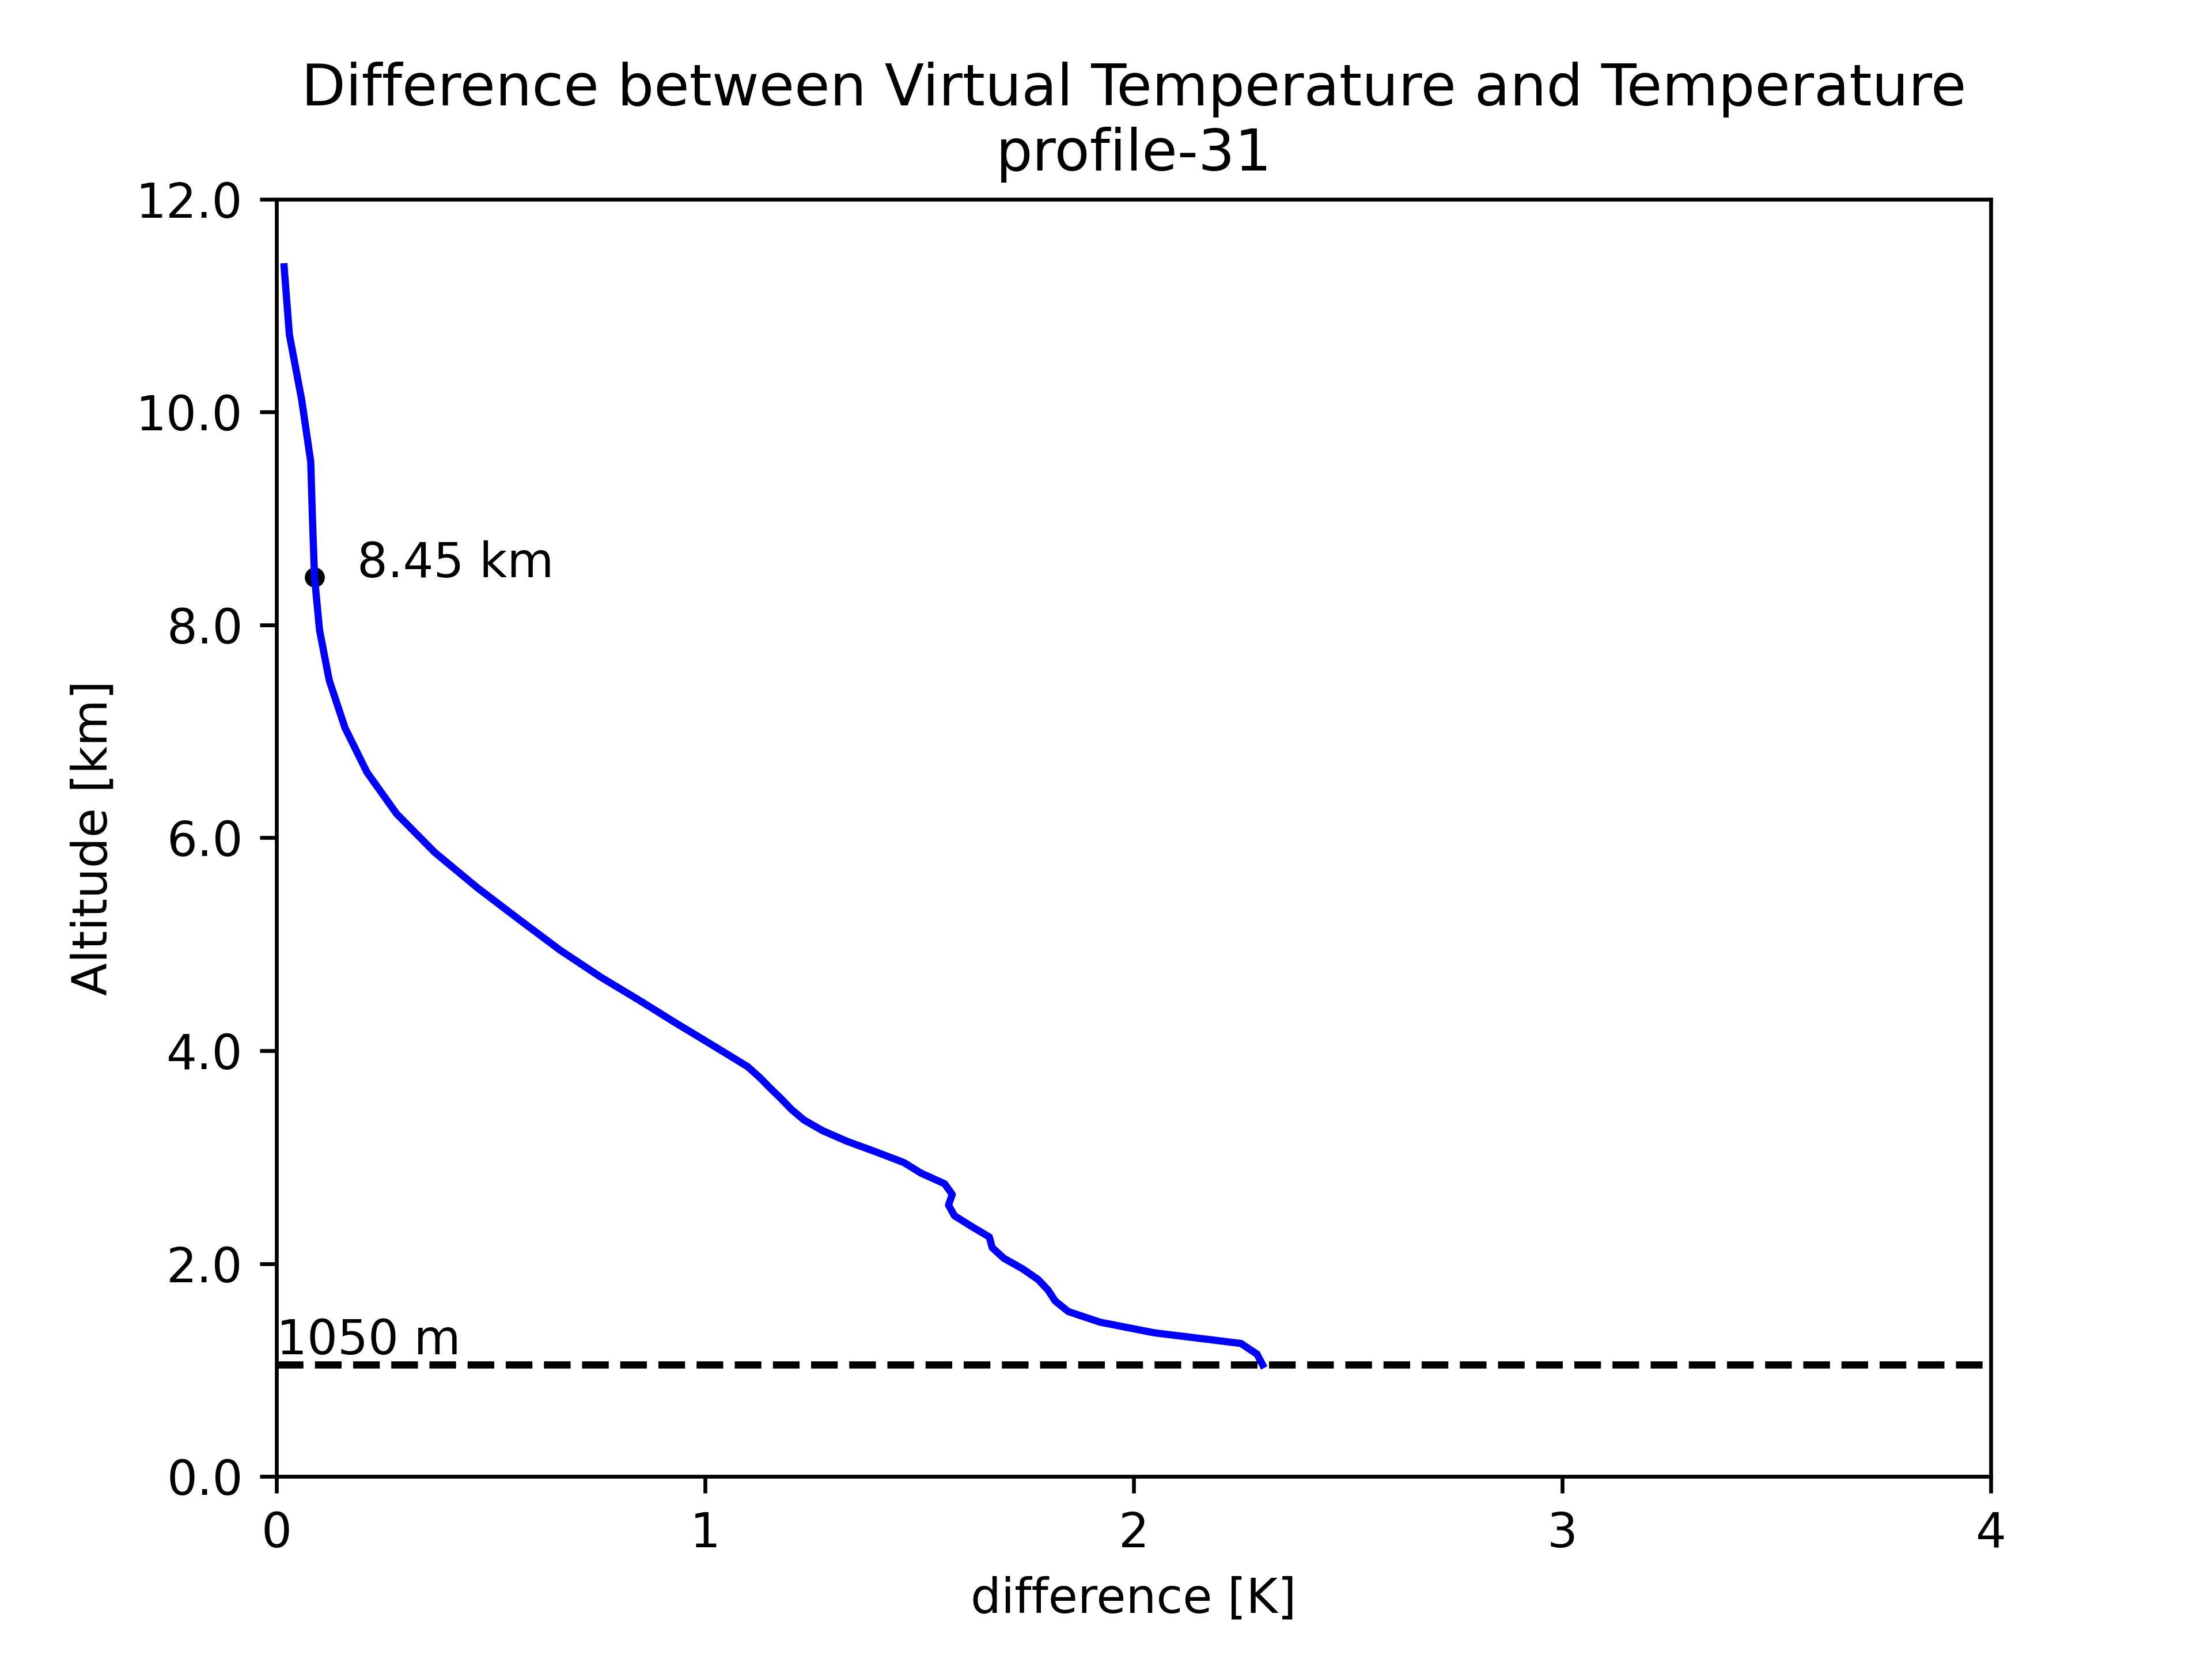 Difference between Virtual Temperature and Temperature
profile-31
12.0
10.0
8.0
6.0
4.0
2.0
0.0
Altitude [km]
8.45 km
1050 m
0
1
2
3
4
difference [K]